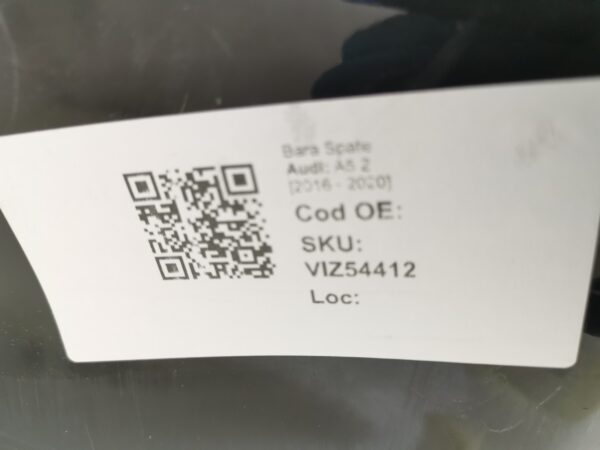 Bara Spate
Audi: A5 2
[2016 - 2020]
Cod OE:
SKU:
VIZ54412
Loc: